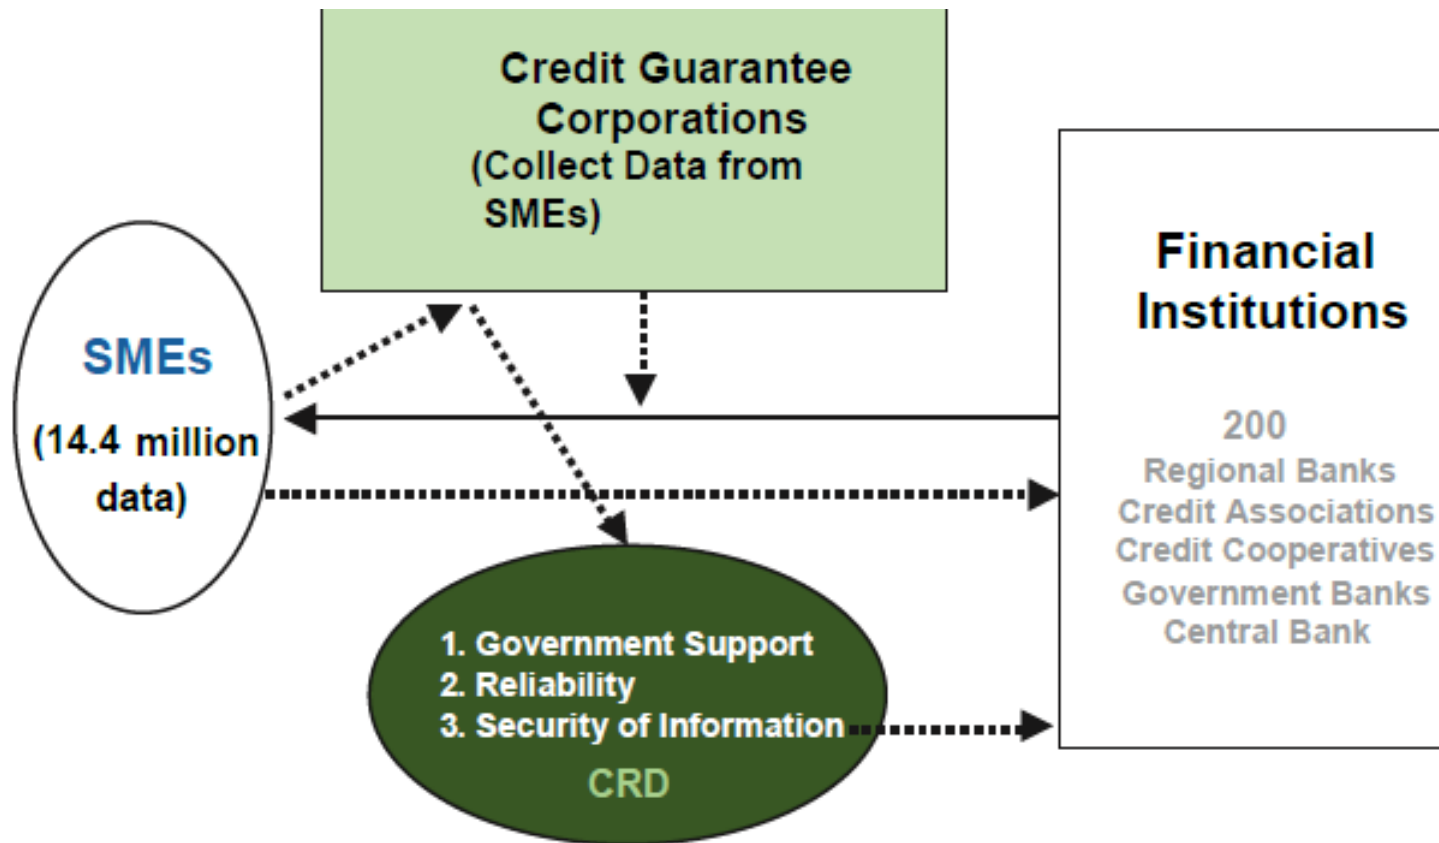 Credit Guarantee
Corporations
(Collect Data from
SMEs)
SMEs
(14.4 million
data)
Financial
Institutions
200
Regional Banks
Credit Associations
Credit Cooperatives
Government Banks
Central Bank
1. Government Support
2. Reliability
3. Security of Information
CRD